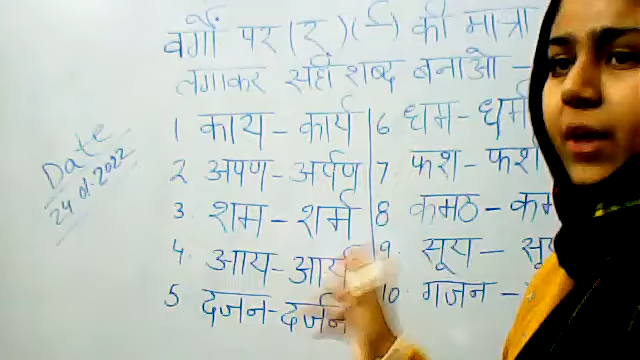 वर्गों पर (र्) (र्) की मात्रा
लगाकर सही शब्द बनाओ -
Date
24.01.2022
1 काय - कार्य
2 अपण - अर्पण
3. शम - शर्म
4. आय - आर्य
5 दजन - दर्जन
6 धम - धर्म
7. फश - फर्श
8 कमठ -
9 सूय -
10. गजन -